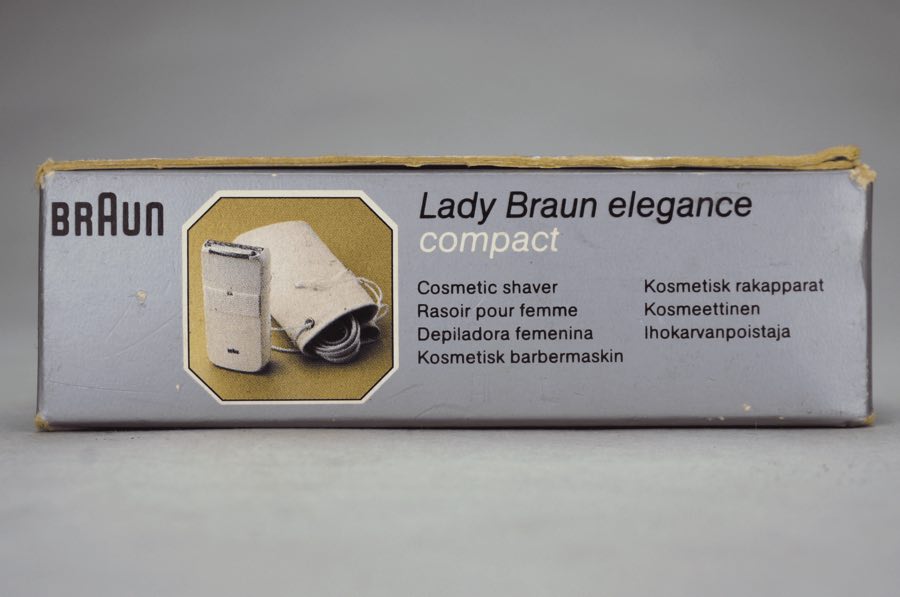 BRAUN
Lady Braun elegance
compact
Cosmetic shaver
Rasoir pour femme
Depiladora femenina
Kosmetisk barbermaskin
Kosmetisk rakapparat
Kosmeettinen
Ihokarvanpoistaja